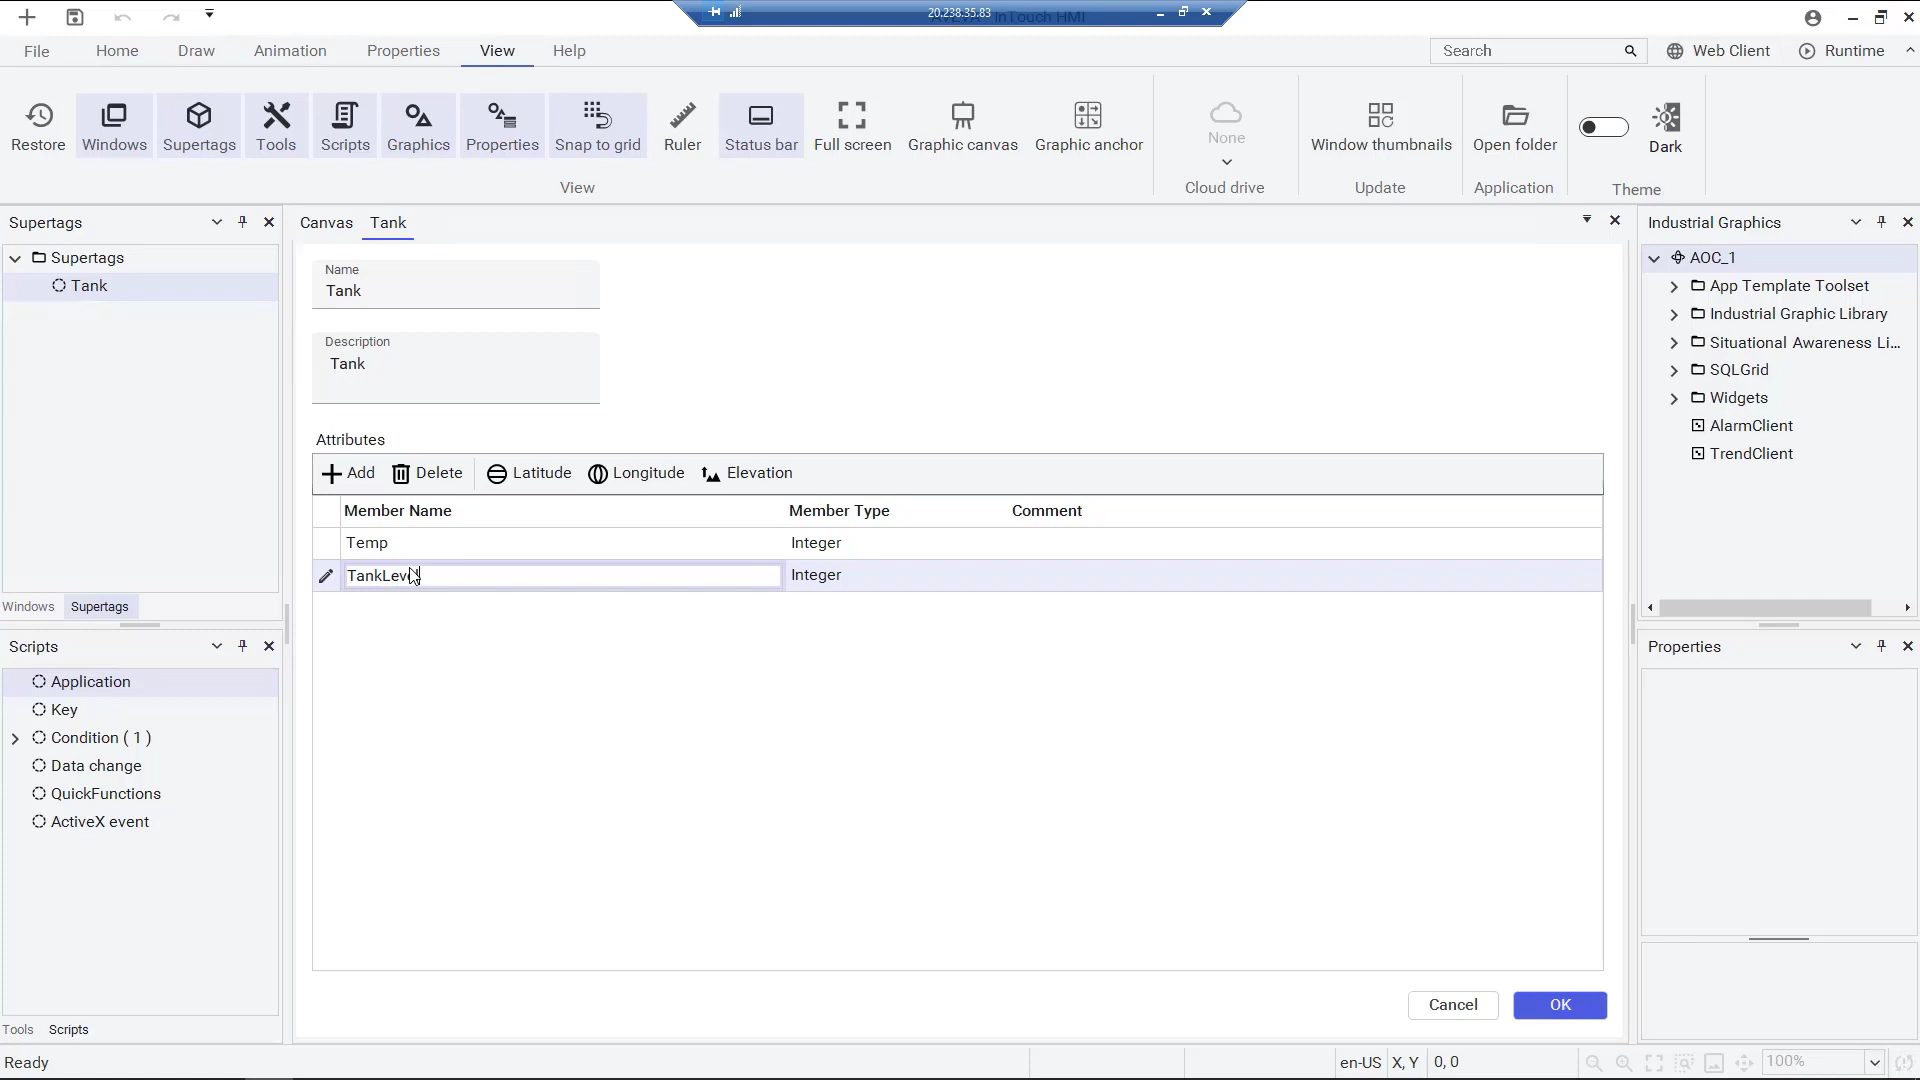 20.238.35.83
InTouch HMI
File Home Draw Animation Properties View Help
Search
Web Client
Runtime
Restore
Windows
Supertags
Tools
Scripts
Graphics
Properties
Snap to grid
Ruler
Status bar
Full screen
Graphic canvas
Graphic anchor
None
Window thumbnails
Open folder
Dark
View
Cloud drive
Update
Application
Theme
Supertags
Supertags
Tank
Windows Supertags
Scripts
Application
Key
Condition ( 1 )
Data change
QuickFunctions
ActiveX event
Tools Scripts
Canvas Tank
Name
Tank
Description
Tank
Attributes
Add Delete Latitude Longitude Elevation
Member Name Member Type Comment
Temp Integer
TankLevel Integer
Cancel OK
Industrial Graphics
AOC_1
App Template Toolset
Industrial Graphic Library
Situational Awareness Li...
SQLGrid
Widgets
AlarmClient
TrendClient
Properties
Ready
en-US X, Y 0, 0
100%